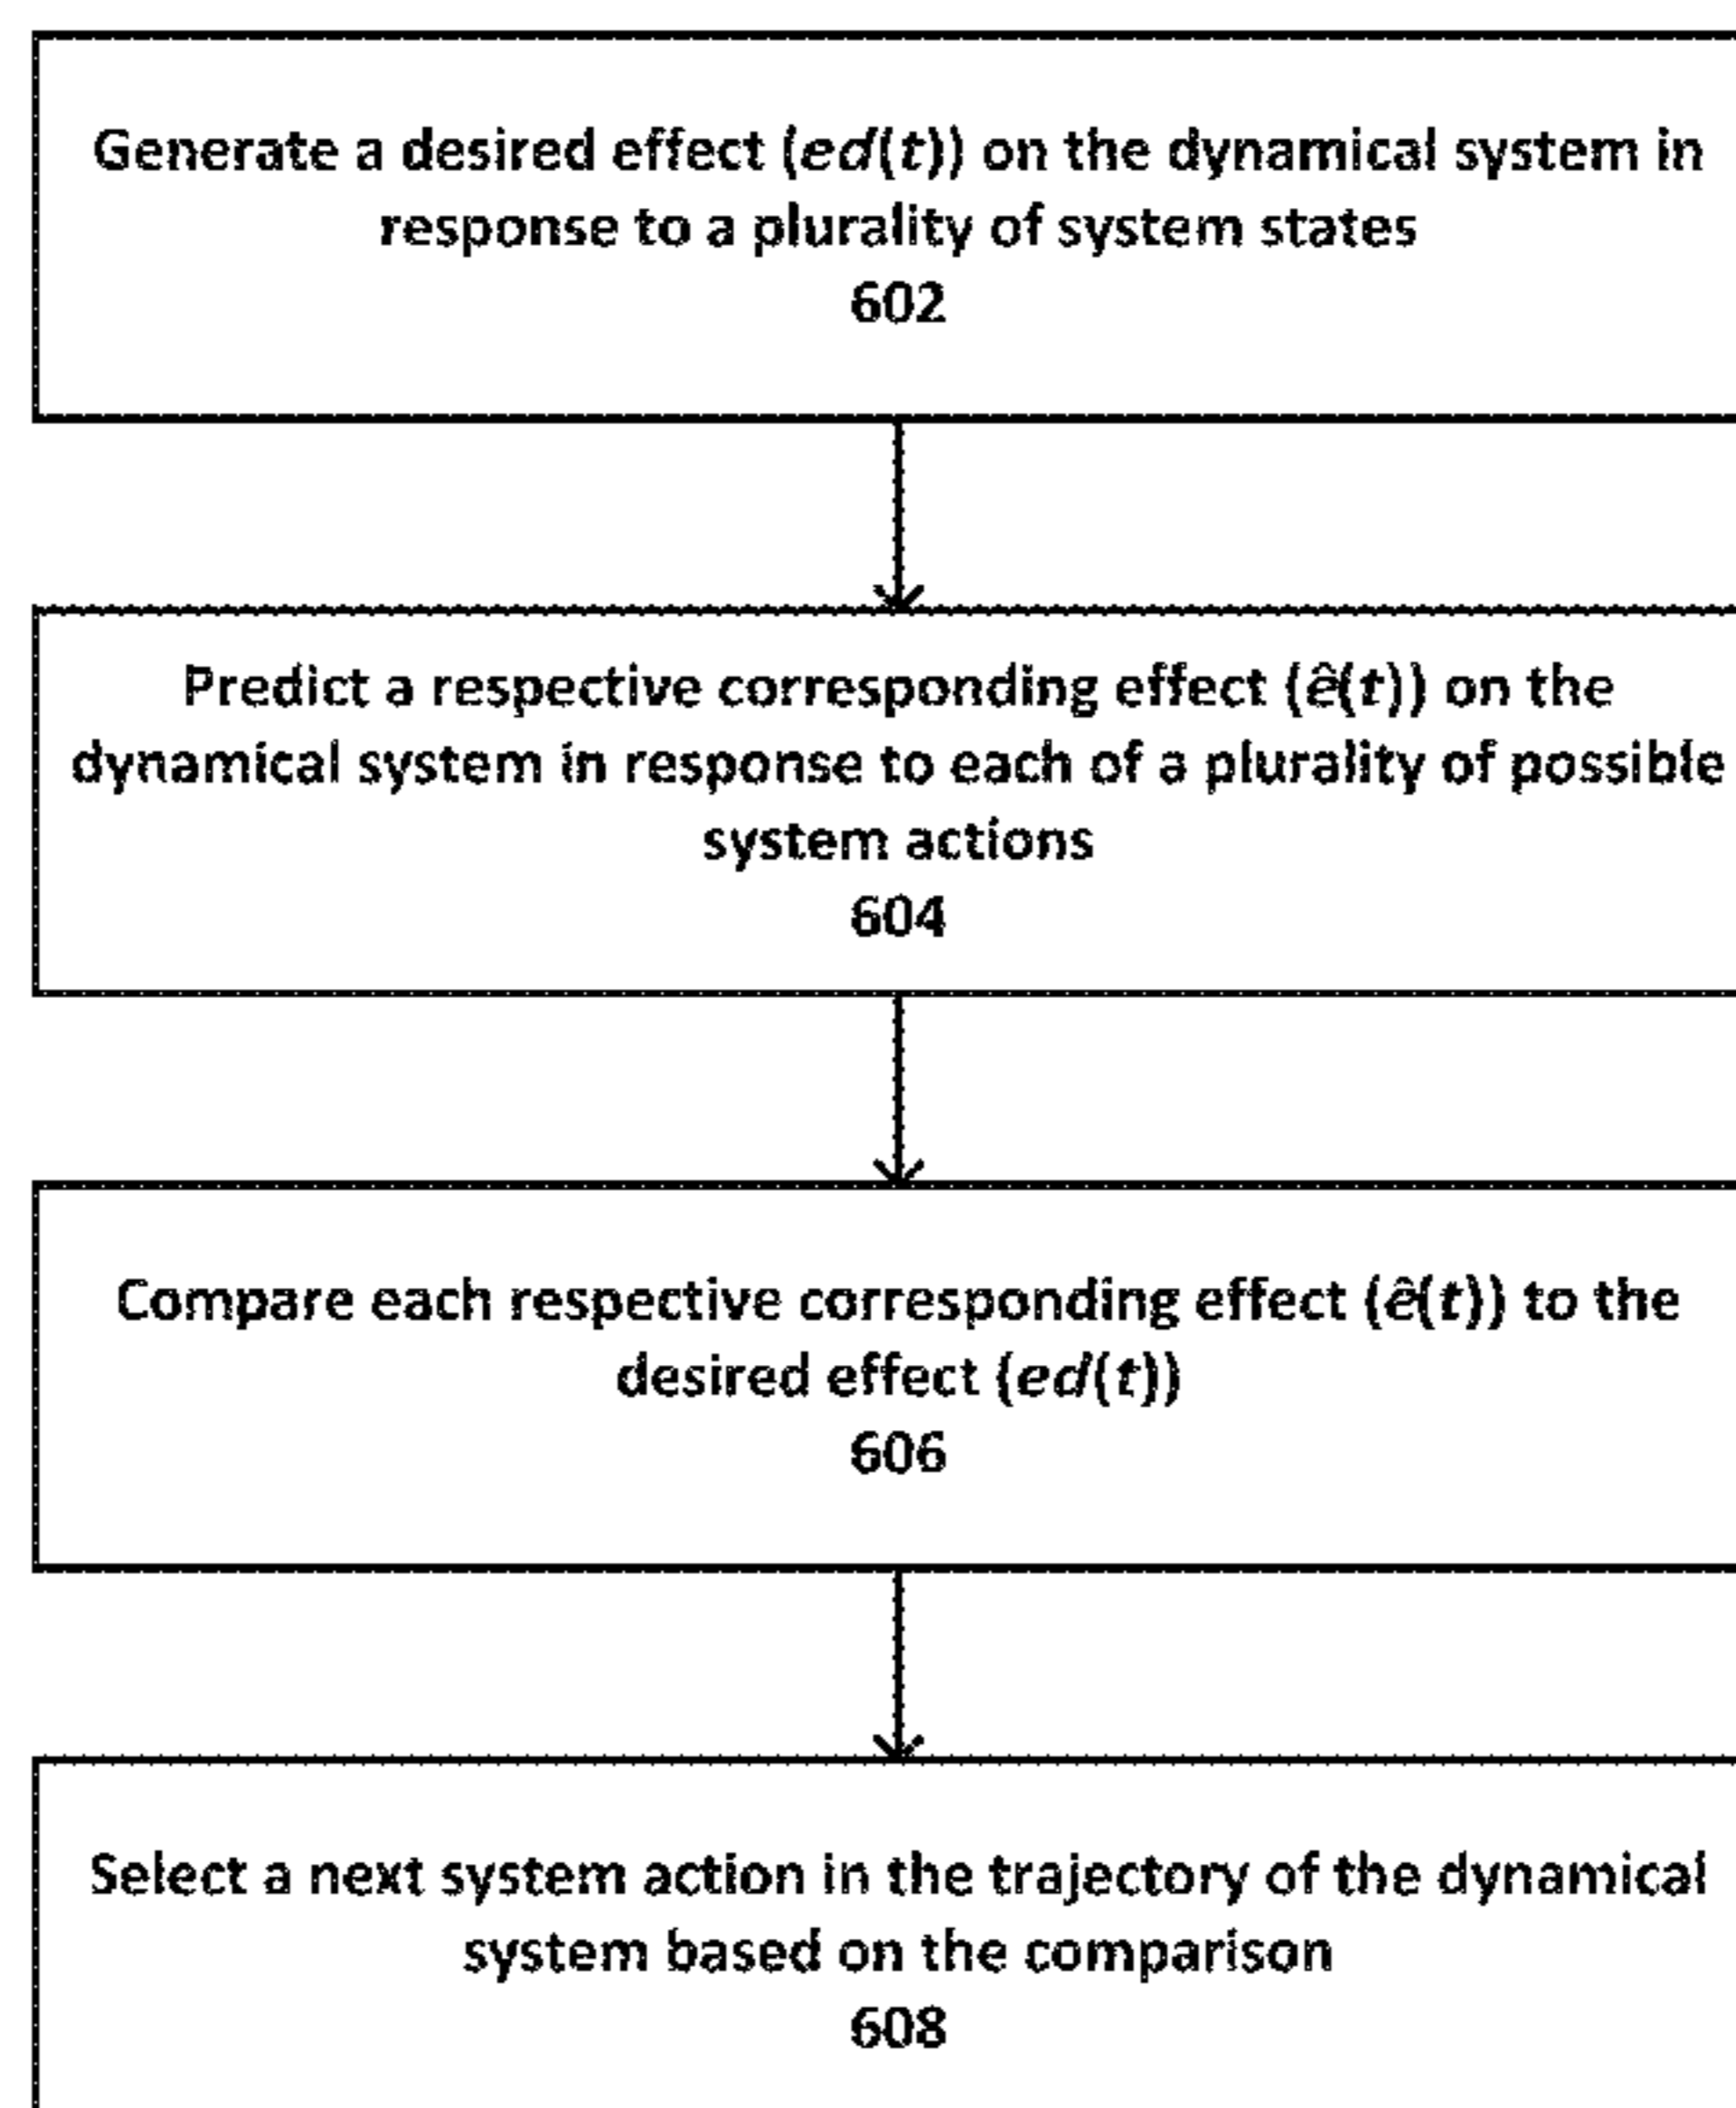 Generate a desired effect (ed(t)) on the dynamical system in
response to a plurality of system states
602
Predict a respective corresponding effect (ê(t)) on the
dynamical system in response to each of a plurality of possible
system actions
604
Compare each respective corresponding effect (ê(t)) to the
desired effect (ed(t))
606
Select a next system action in the trajectory of the dynamical
system based on the comparison
608